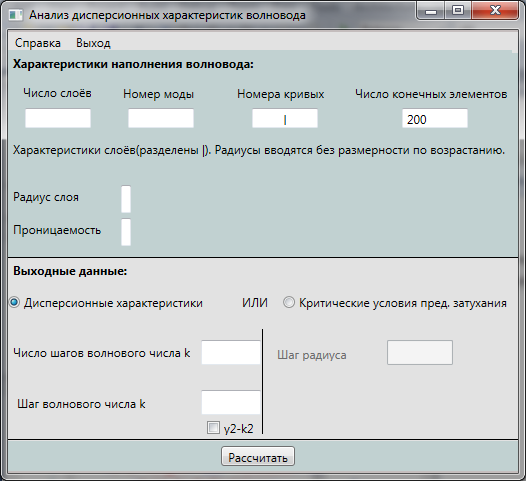 Анализ дисперсионных характеристик волновода
Справка Выход
Характеристики наполнения волновода:
Число слоёв Номер моды Номера кривых Число конечных элементов
| 200
Характеристики слоёв(разделены |). Радиусы вводятся без размерности по возрастанию.
Радиус слоя
Проницаемость
Выходные данные:
Дисперсионные характеристики ИЛИ Критические условия пред. затухания
Число шагов волнового числа k Шаг радиуса
Шаг волнового числа k
y2-k2
Рассчитать